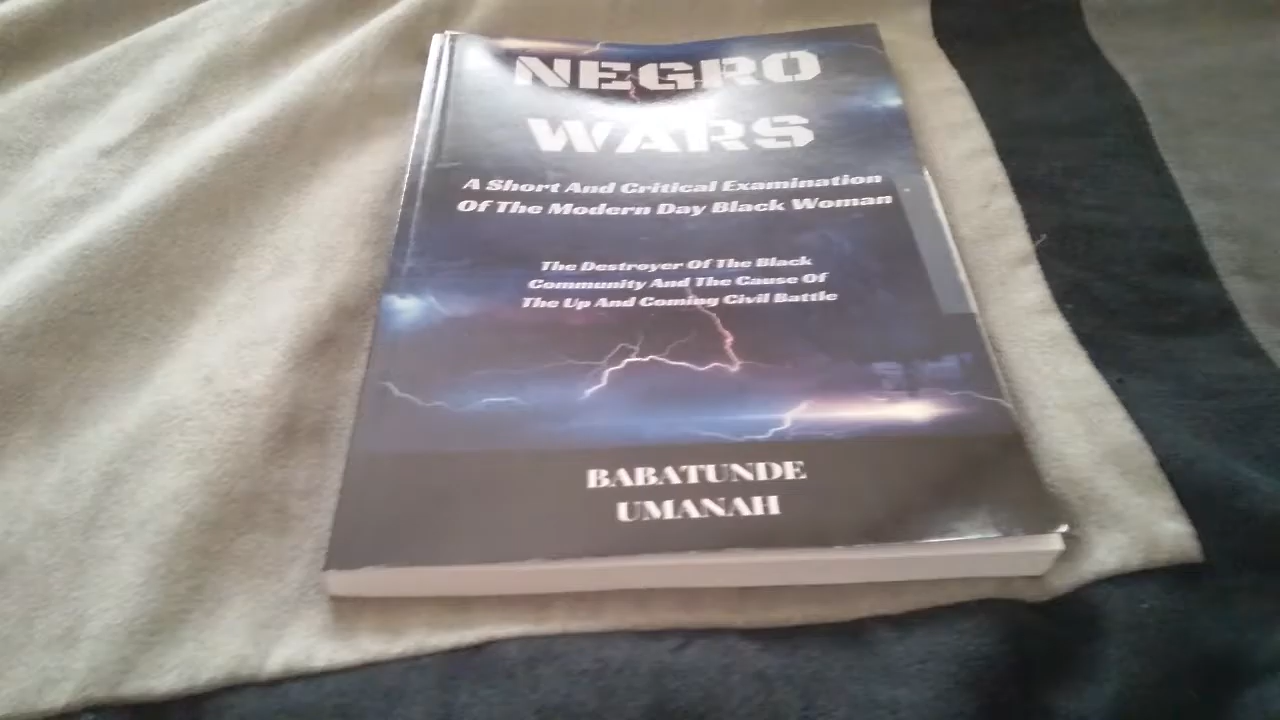 NEGRO
WARS
A Short And Critical Examination
Of The Modern Day Black Woman
The Destroyer Of The Black
Community And The Cause Of
The Up And Coming Civil Battle
BABATUNDE
UMANAH